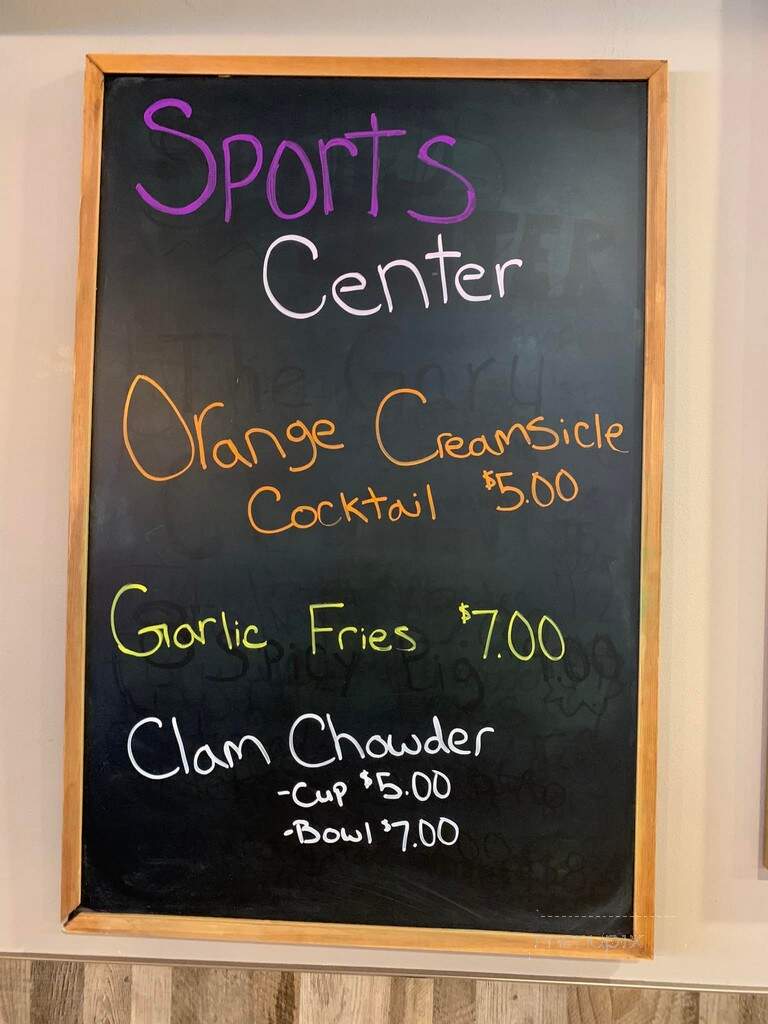 Sports
Center
Orange Creamsicle
Cocktail $5.00
Garlic Fries $7.00
Clam Chowder
-Cup $5.00
-Bowl $7.00
menupix